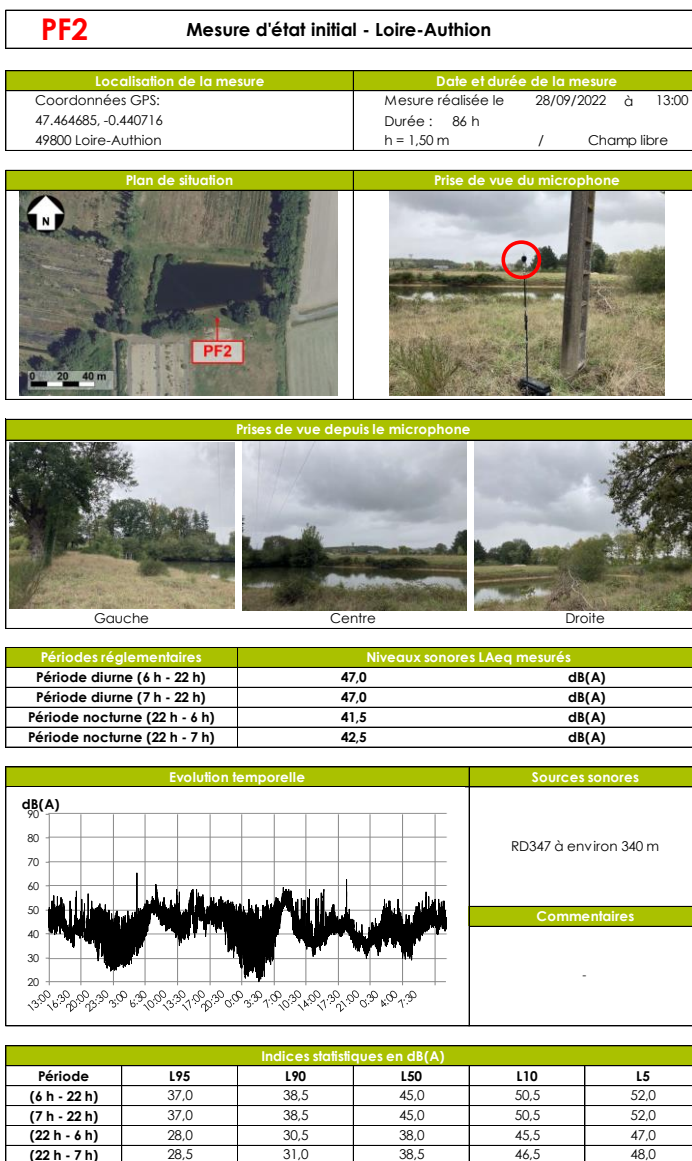 PF2 Mesure d'état initial - Loire-Authion
Localisation de la mesure Date et durée de la mesure
Coordonnées GPS: Mesure réalisée le 28/09/2022 à 13:00
47.464685, -0.440716 Durée : 86 h
49800 Loire-Authion h = 1,50 m / Champ libre
Plan de situation Prise de vue du microphone
N
PF2
0 20 40 m
Prises de vue depuis le microphone
Gauche Centre Droite
Périodes réglementaires Niveaux sonores LAeq mesurés
Période diurne (6 h - 22 h) 47,0 dB(A)
Période diurne (7 h - 22 h) 47,0 dB(A)
Période nocturne (22 h - 6 h) 41,5 dB(A)
Période nocturne (22 h - 7 h) 42,5 dB(A)
Evolution temporelle Sources sonores
dB(A)
90
80
70
60
50
40
30
20
13:00 16:30 20:00 23:30 3:00 6:30 10:00 13:30 17:00 20:30 0:00 3:30 7:00 10:30 14:00 17:30 21:00 0:30 4:00 7:30
RD347 à environ 340 m
Commentaires
-
Indices statistiques en dB(A)
Période L95 L90 L50 L10 L5
(6 h - 22 h) 37,0 38,5 45,0 50,5 52,0
(7 h - 22 h) 37,0 38,5 45,0 50,5 52,0
(22 h - 6 h) 28,0 30,5 38,0 45,5 47,0
(22 h - 7 h) 28,5 31,0 38,5 46,5 48,0